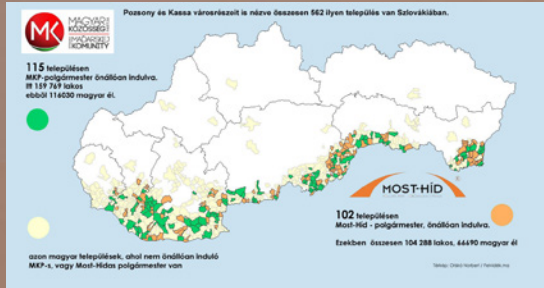 Pozsony és Kassa városrészeit is nézve összesen 562 ilyen település van Szlovákiában.
MK
MAGYAR
KÖZÖSSÉG
MAĎARSKÁ
KOMUNITA
115 településen
MKP-polgármester önállóan indulva.
Itt 159 769 lakos
ebből 116030 magyar él.
MOST-HÍD
102 településen
Most-Híd - polgármester, önállóan indulva.
Ezekben összesen 104 288 lakos, 66690 magyar él
azon magyar települések, ahol nem önállóan induló
MKP-s, vagy Most-Hidas polgármester van